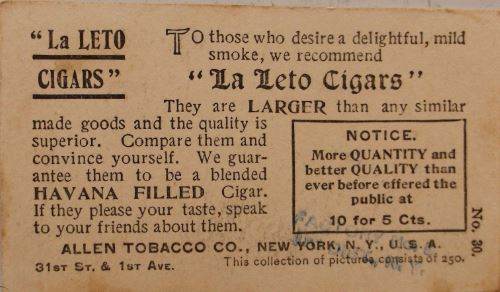 "La LETO
CIGARS"
TO those who desire a delightful, mild
smoke, we recommend
"La Leto Cigars"
They are LARGER than any similar
made goods and the quality is
superior. Compare them and
convince yourself. We guar-
antee them to be a blended
HAVANA FILLED Cigar.
If they please your taste, speak
to your friends about them.
NOTICE.
More QUANTITY and
better QUALITY than
ever before offered the
public at
10 for 5 Cts.
No. 30.
ALLEN TOBACCO CO., NEW YORK, N. Y., U. S. A.
31ST ST. & 1ST AVE.
This collection of pictures consists of 250.
FACTORY